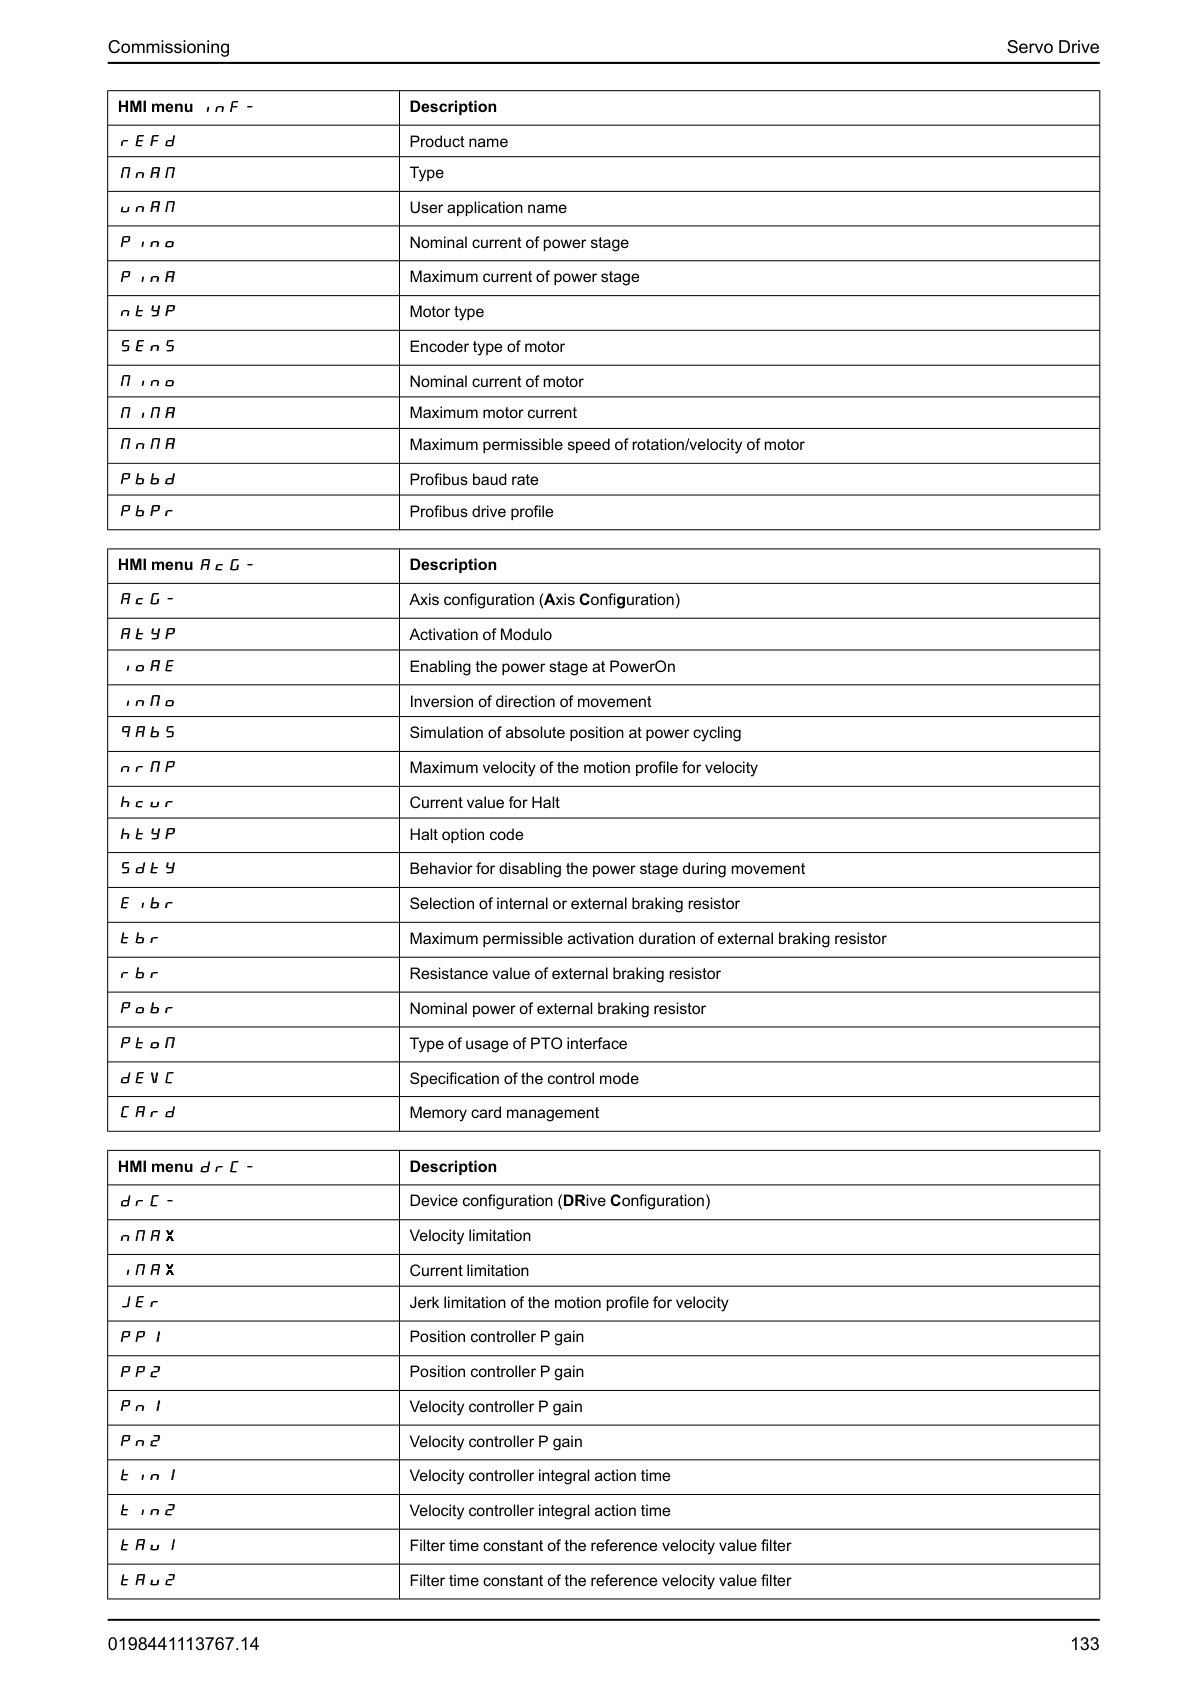 Commissioning Servo Drive
HMI menu inF- Description
rEFd Product name
MnAM Type
unAM User application name
Pino Nominal current of power stage
PinA Maximum current of power stage
ntYP Motor type
SEnS Encoder type of motor
Mino Nominal current of motor
MiMA Maximum motor current
MnMA Maximum permissible speed of rotation/velocity of motor
Pbbd Profibus baud rate
PbPr Profibus drive profile
HMI menu AcG- Description
AcG- Axis configuration (Axis Configuration)
AtYP Activation of Modulo
ioAE Enabling the power stage at PowerOn
inMo Inversion of direction of movement
qAbS Simulation of absolute position at power cycling
nrMP Maximum velocity of the motion profile for velocity
hcur Current value for Halt
htYP Halt option code
SdtY Behavior for disabling the power stage during movement
Eibr Selection of internal or external braking resistor
tbr Maximum permissible activation duration of external braking resistor
rbr Resistance value of external braking resistor
Pobr Nominal power of external braking resistor
PtoM Type of usage of PTO interface
dEVC Specification of the control mode
CArd Memory card management
HMI menu drC- Description
drC- Device configuration (DRive Configuration)
nMAX Velocity limitation
iMAX Current limitation
JEr Jerk limitation of the motion profile for velocity
PP1 Position controller P gain
PP2 Position controller P gain
Pn1 Velocity controller P gain
Pn2 Velocity controller P gain
tin1 Velocity controller integral action time
tin2 Velocity controller integral action time
tAu1 Filter time constant of the reference velocity value filter
tAu2 Filter time constant of the reference velocity value filter
0198441113767.14 133